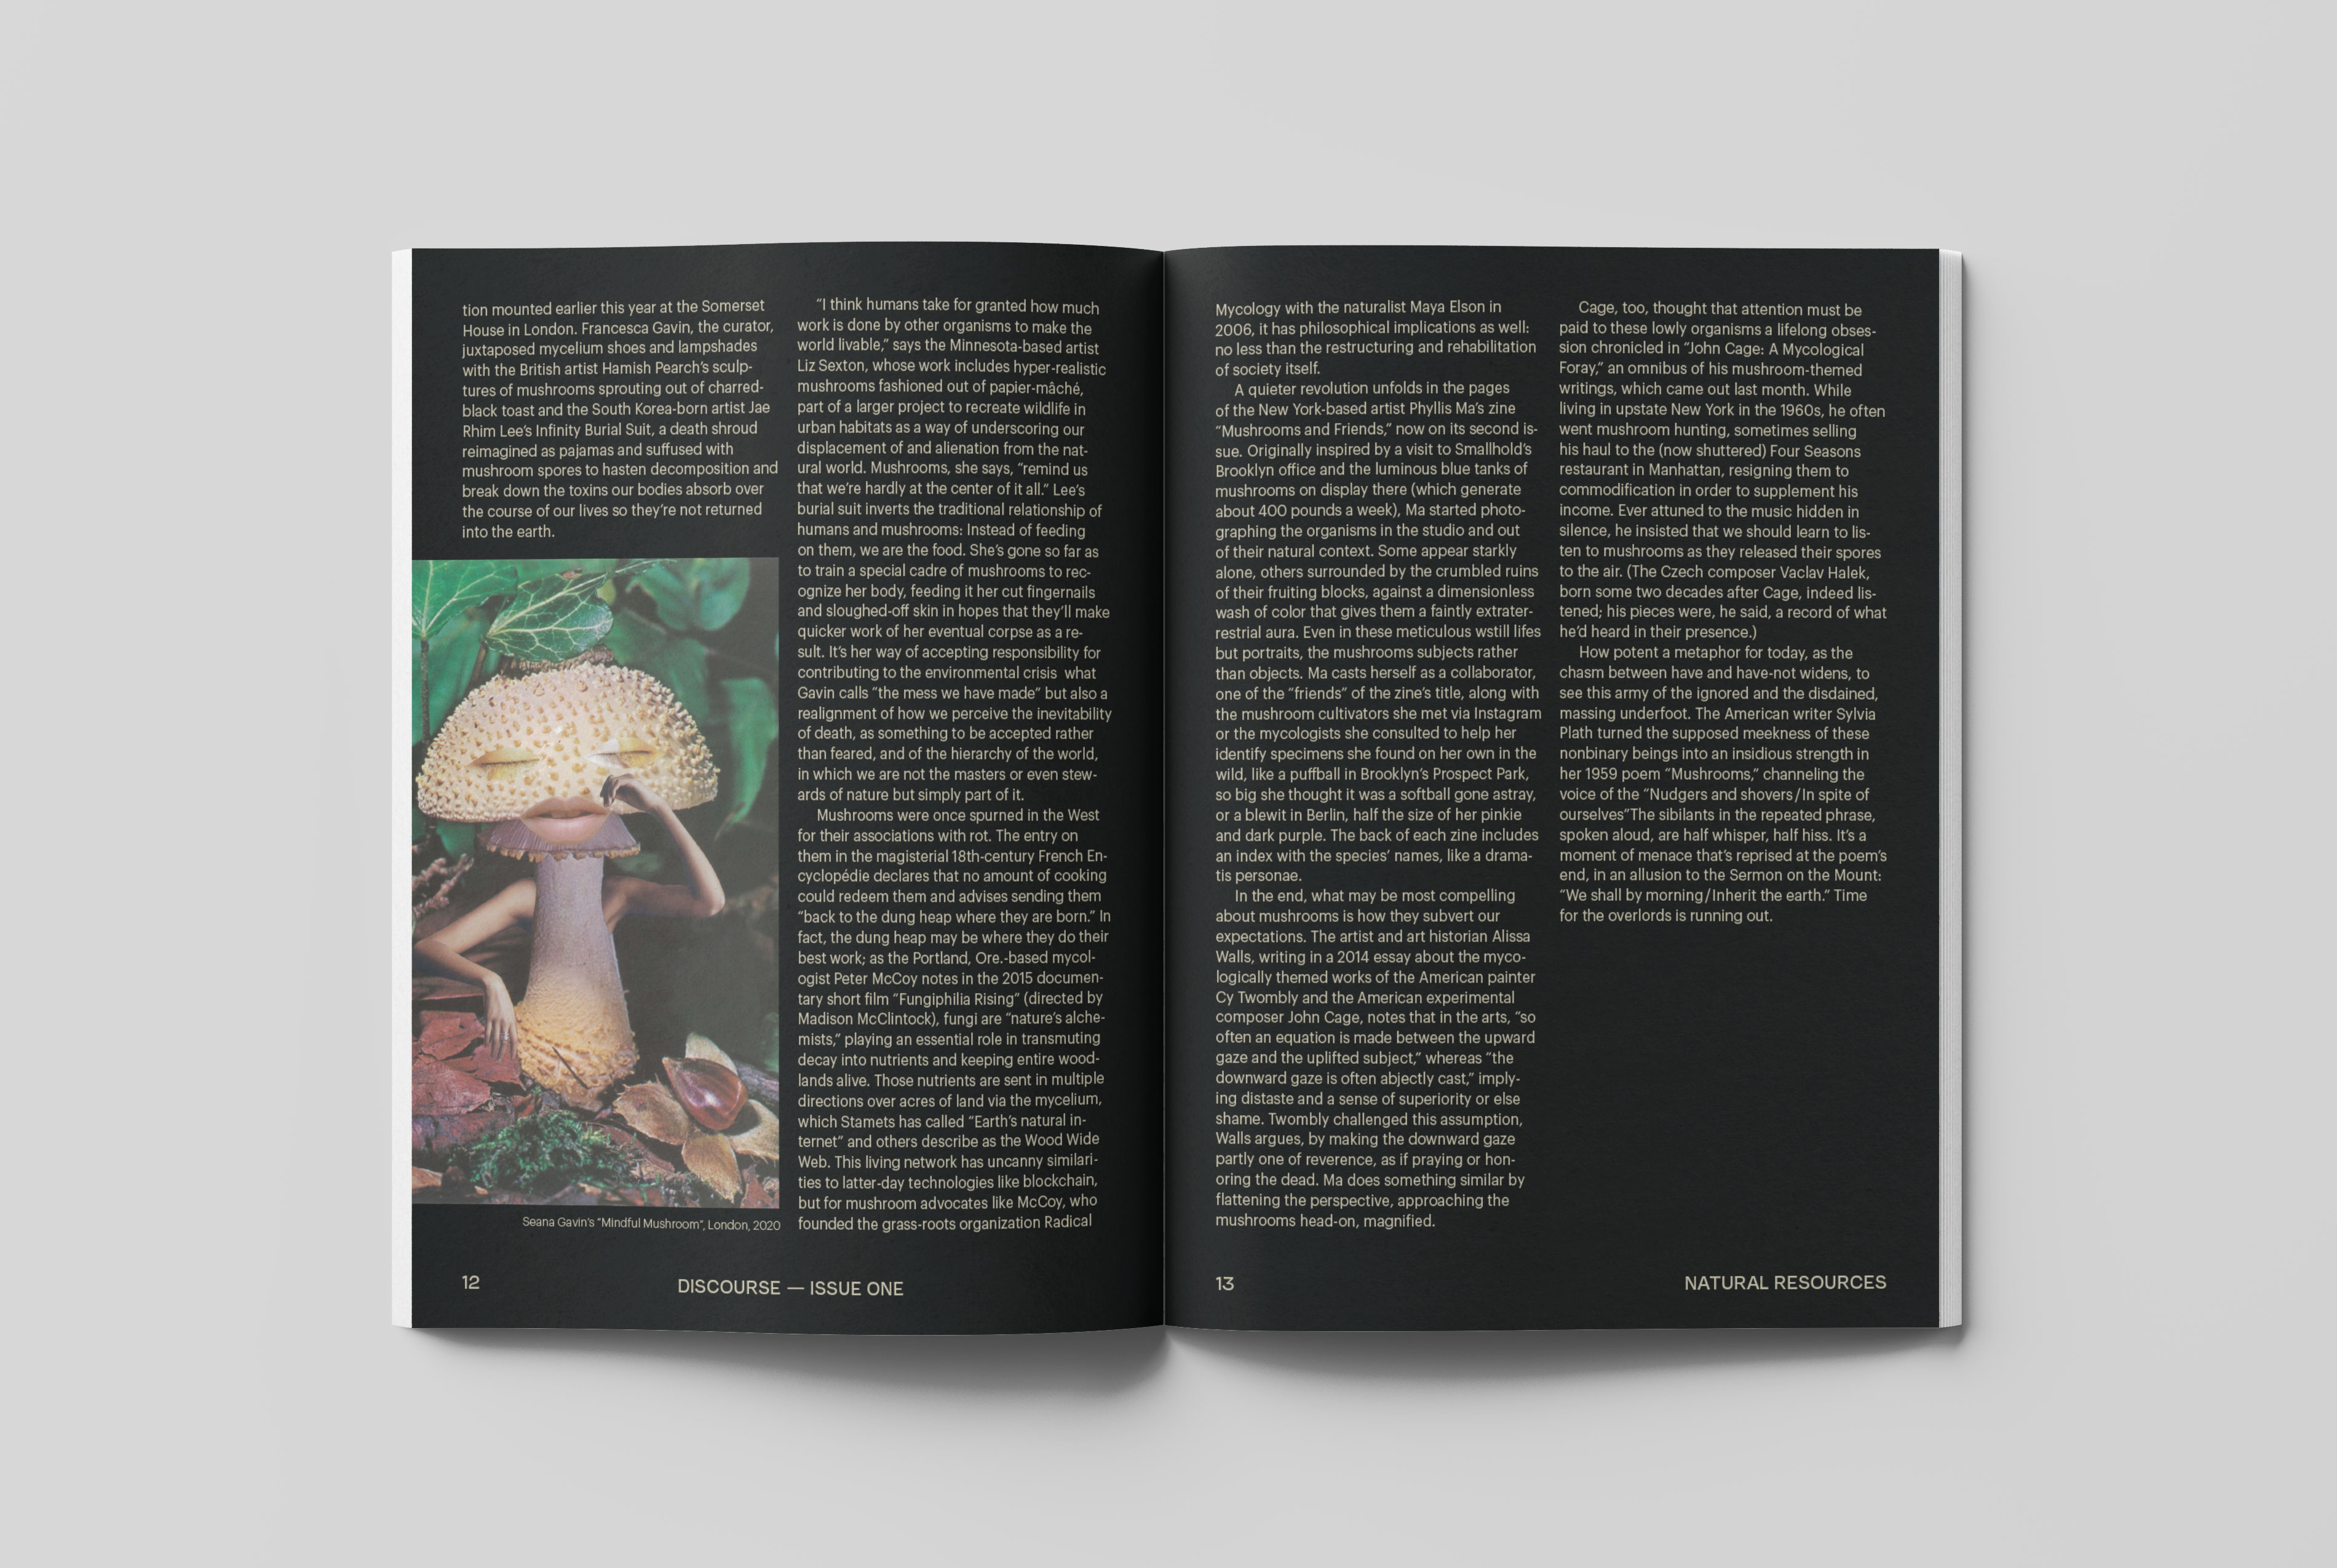 tion mounted earlier this year at the Somerset
House in London. Francesca Gavin, the curator,
juxtaposed mycelium shoes and lampshades
with the British artist Hamish Pearch's sculp-
tures of mushrooms sprouting out of charred-
black toast and the South Korea-born artist Jae
Rhim Lee's Infinity Burial Suit, a death shroud
reimagined as pajamas and suffused with
mushroom spores to hasten decomposition and
break down the toxins our bodies absorb over
the course of our lives so they're not returned
into the earth.
Seana Gavin's "Mindful Mushroom", London, 2020
"I think humans take for granted how much
work is done by other organisms to make the
world livable," says the Minnesota-based artist
Liz Sexton, whose work includes hyper-realistic
mushrooms fashioned out of papier-mâché,
part of a larger project to recreate wildlife in
urban habitats as a way of underscoring our
displacement of and alienation from the nat-
ural world. Mushrooms, she says, "remind us
that we're hardly at the center of it all." Lee's
burial suit inverts the traditional relationship of
humans and mushrooms: Instead of feeding
on them, we are the food. She's gone so far as
to train a special cadre of mushrooms to rec-
ognize her body, feeding it her cut fingernails
and sloughed-off skin in hopes that they'll make
quicker work of her eventual corpse as a re-
sult. It's her way of accepting responsibility for
contributing to the environmental crisis what
Gavin calls "the mess we have made" but also a
realignment of how we perceive the inevitability
of death, as something to be accepted rather
than feared, and of the hierarchy of the world,
in which we are not the masters or even stew-
ards of nature but simply part of it.
Mushrooms were once spurned in the West
for their associations with rot. The entry on
them in the magisterial 18th-century French En-
cyclopédie declares that no amount of cooking
could redeem them and advises sending them
"back to the dung heap where they are born." In
fact, the dung heap may be where they do their
best work; as the Portland, Ore.-based mycol-
ogist Peter McCoy notes in the 2015 documen-
tary short film "Fungiphilia Rising" (directed by
Madison McClintock), fungi are "nature's alche-
mists," playing an essential role in transmuting
decay into nutrients and keeping entire wood-
lands alive. Those nutrients are sent in multiple
directions over acres of land via the mycelium,
which Stamets has called "Earth's natural in-
ternet" and others describe as the Wood Wide
Web. This living network has uncanny similari-
ties to latter-day technologies like blockchain,
but for mushroom advocates like McCoy, who
founded the grass-roots organization Radical
12
DISCOURSE — ISSUE ONE
Mycology with the naturalist Maya Elson in
2006, it has philosophical implications as well:
no less than the restructuring and rehabilitation
of society itself.
A quieter revolution unfolds in the pages
of the New York-based artist Phyllis Ma's zine
"Mushrooms and Friends," now on its second is-
sue. Originally inspired by a visit to Smallhold's
Brooklyn office and the luminous blue tanks of
mushrooms on display there (which generate
about 400 pounds a week), Ma started photo-
graphing the organisms in the studio and out
of their natural context. Some appear starkly
alone, others surrounded by the crumbled ruins
of their fruiting blocks, against a dimensionless
wash of color that gives them a faintly extrater-
restrial aura. Even in these meticulous wstill lifes
but portraits, the mushrooms subjects rather
than objects. Ma casts herself as a collaborator,
one of the "friends" of the zine's title, along with
the mushroom cultivators she met via Instagram
or the mycologists she consulted to help her
identify specimens she found on her own in the
wild, like a puffball in Brooklyn's Prospect Park,
so big she thought it was a softball gone astray,
or a blewit in Berlin, half the size of her pinkie
and dark purple. The back of each zine includes
an index with the species' names, like a drama-
tis personae.
In the end, what may be most compelling
about mushrooms is how they subvert our
expectations. The artist and art historian Alissa
Walls, writing in a 2014 essay about the myco-
logically themed works of the American painter
Cy Twombly and the American experimental
composer John Cage, notes that in the arts, "so
often an equation is made between the upward
gaze and the uplifted subject," whereas "the
downward gaze is often abjectly cast," imply-
ing distaste and a sense of superiority or else
shame. Twombly challenged this assumption,
Walls argues, by making the downward gaze
partly one of reverence, as if praying or hon-
oring the dead. Ma does something similar by
flattening the perspective, approaching the
mushrooms head-on, magnified.
Cage, too, thought that attention must be
paid to these lowly organisms a lifelong obses-
sion chronicled in "John Cage: A Mycological
Foray," an omnibus of his mushroom-themed
writings, which came out last month. While
living in upstate New York in the 1960s, he often
went mushroom hunting, sometimes selling
his haul to the (now shuttered) Four Seasons
restaurant in Manhattan, resigning them to
commodification in order to supplement his
income. Ever attuned to the music hidden in
silence, he insisted that we should learn to lis-
ten to mushrooms as they released their spores
to the air. (The Czech composer Vaclav Halek,
born some two decades after Cage, indeed lis-
tened; his pieces were, he said, a record of what
he'd heard in their presence.)
How potent a metaphor for today, as the
chasm between have and have-not widens, to
see this army of the ignored and the disdained,
massing underfoot. The American writer Sylvia
Plath turned the supposed meekness of these
nonbinary beings into an insidious strength in
her 1959 poem "Mushrooms," channeling the
voice of the "Nudgers and shovers/In spite of
ourselves"The sibilants in the repeated phrase,
spoken aloud, are half whisper, half hiss. It's a
moment of menace that's reprised at the poem's
end, in an allusion to the Sermon on the Mount:
"We shall by morning/Inherit the earth." Time
for the overlords is running out.
13
NATURAL RESOURCES